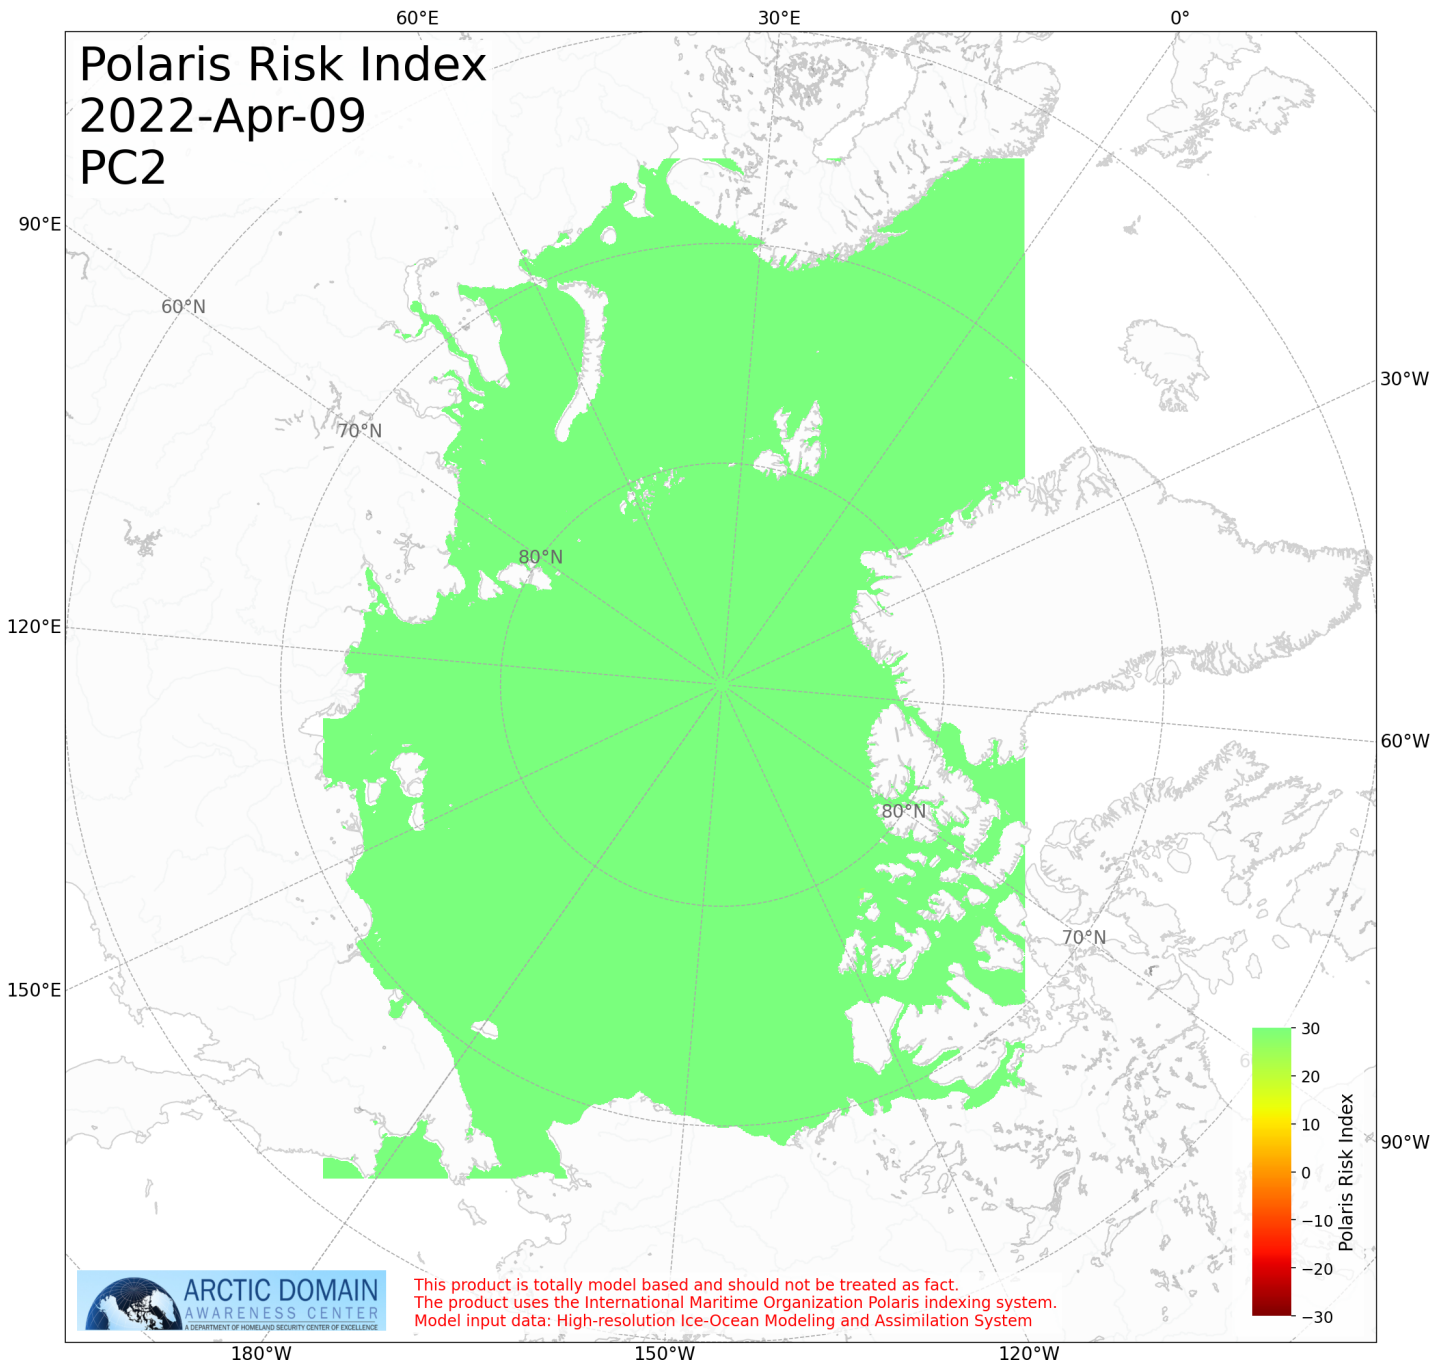 60°E
30°E
0°
Polaris Risk Index
2022-Apr-09
PC2
90°E
60°N
30°W
70°N
80°N
120°E
60°W
80°N
70°N
150°E
30
20
10
0
−10
−20
−30
Polaris Risk Index
90°W
ARCTIC DOMAIN
AWARENESS CENTER
A DEPARTMENT OF HOMELAND SECURITY CENTER OF EXCELLENCE
This product is totally model based and should not be treated as fact.
The product uses the International Maritime Organization Polaris indexing system.
Model input data: High-resolution Ice-Ocean Modeling and Assimilation System
180°W
150°W
120°W